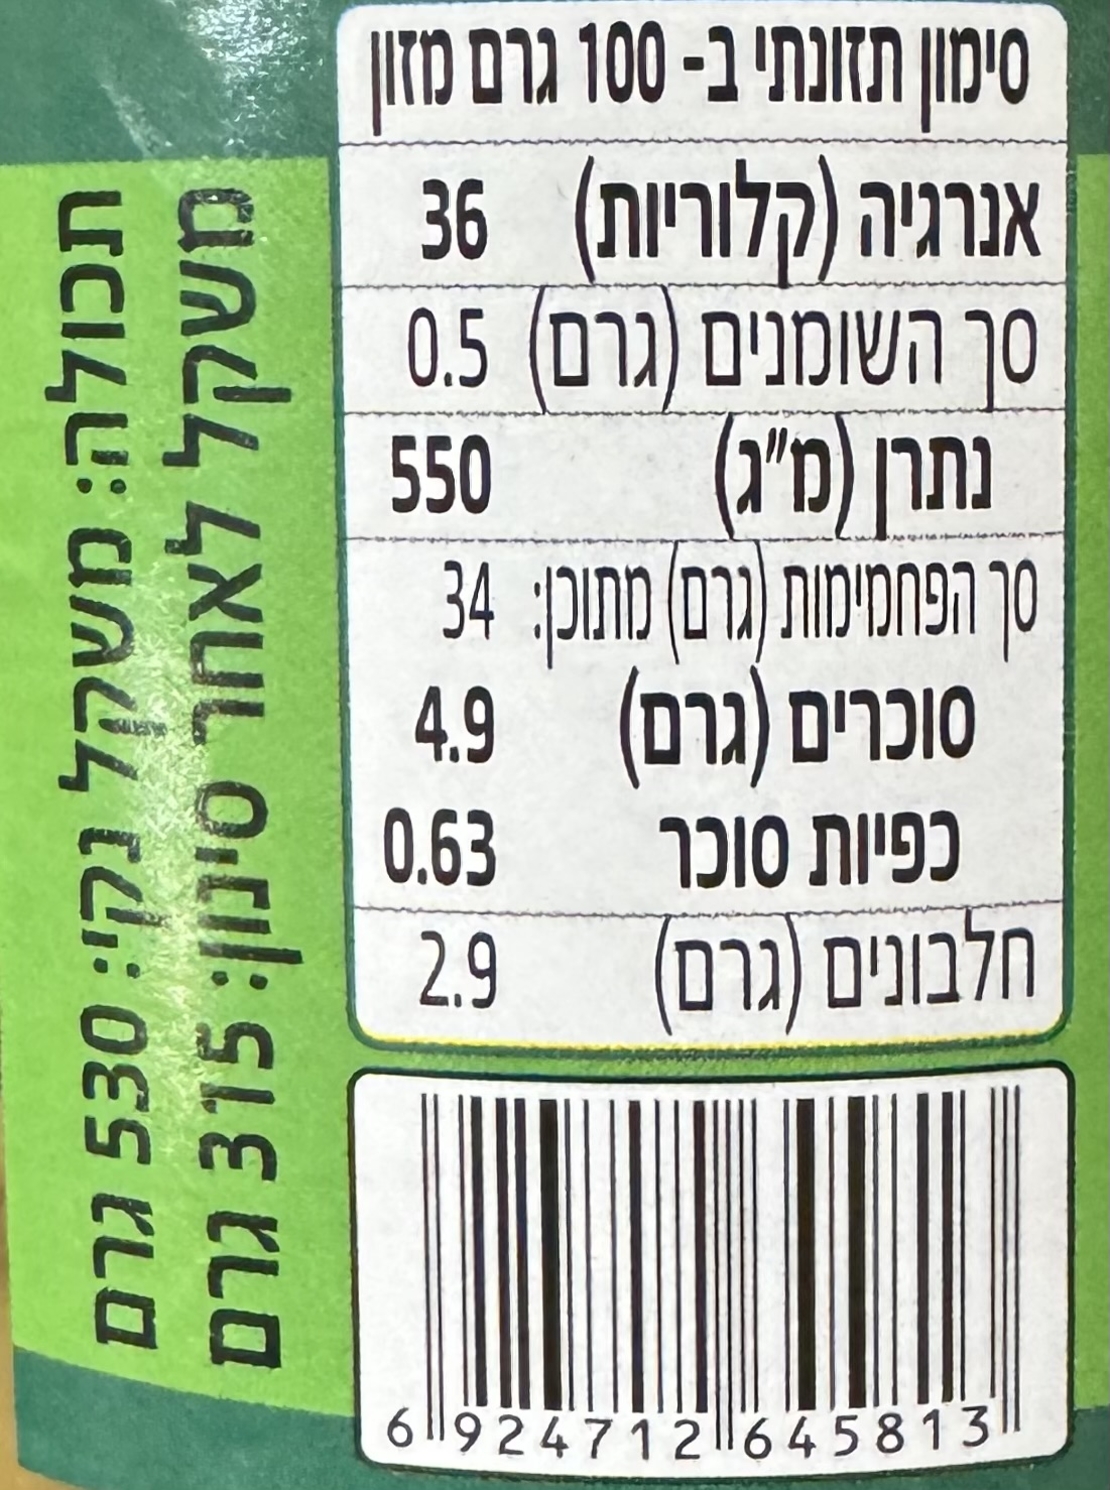 סימון תזונתי ב- 100 גרם מזון
אנרגיה (קלוריות) 36
סך השומנים (גרם) 0.5
נתרן (מ"ג) 550
סך הפחמימות (גרם) מתוכן: 34
סוכרים (גרם) 4.9
כפיות סוכר 0.63
חלבונים (גרם) 2.9
תכולה: משקל נקי: 530 גרם
משקל לאחר סינון: 315 גרם
6 924712 645813